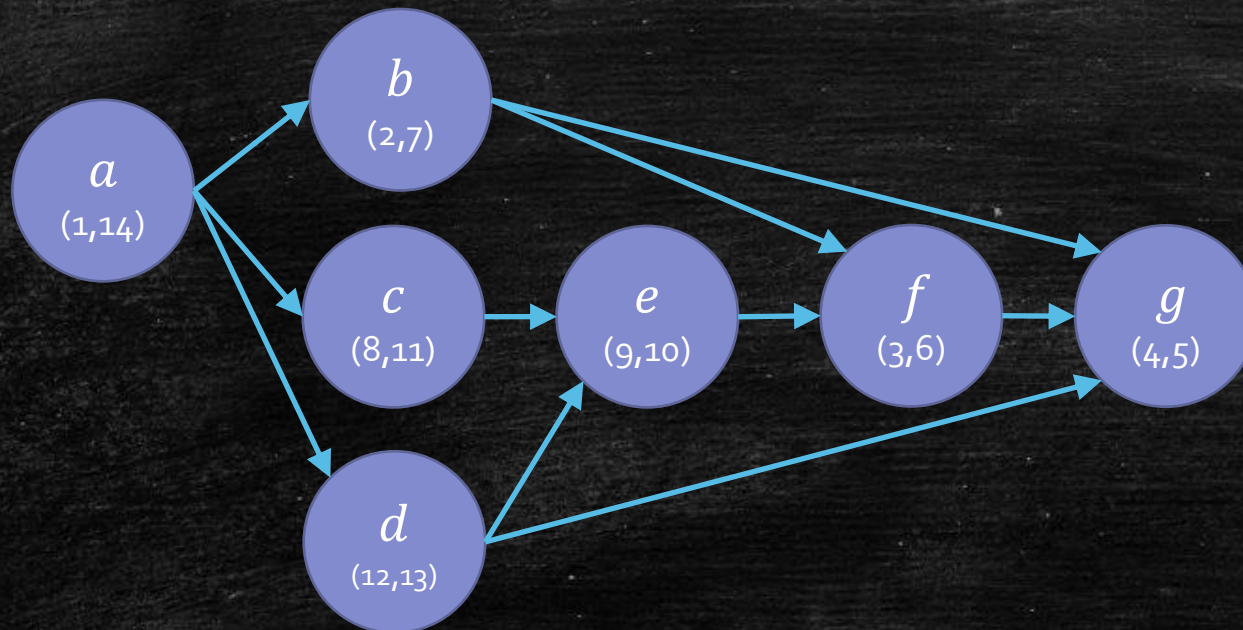 a
(1,14)
b
(2,7)
c
(8,11)
d
(12,13)
e
(9,10)
f
(3,6)
g
(4,5)